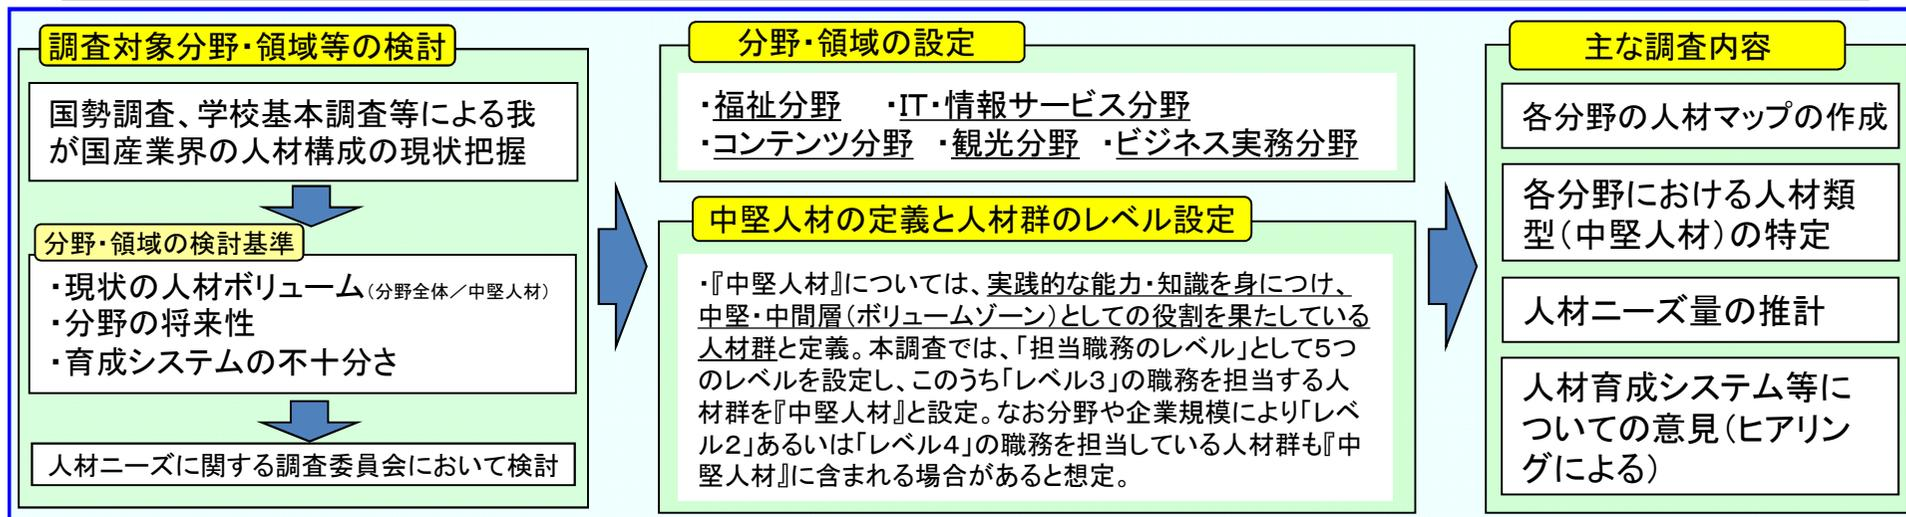 調査対象分野・領域等の検討
国勢調査、学校基本調査等による我
が国産業界の人材構成の現状把握
分野・領域の検討基準
・現状の人材ボリューム(分野全体/中堅人材)
・分野の将来性
・育成システムの不十分さ
人材ニーズに関する調査委員会において検討
分野・領域の設定
・福祉分野 ・IT・情報サービス分野
・コンテンツ分野 ・観光分野 ・ビジネス実務分野
中堅人材の定義と人材群のレベル設定
・『中堅人材』については、実践的な能力・知識を身につけ、
中堅・中間層(ボリュームゾーン)としての役割を果たしている
人材群と定義。本調査では、「担当職務のレベル」として5つ
のレベルを設定し、このうち「レベル3」の職務を担当する人
材群を『中堅人材』と設定。なお分野や企業規模により「レベ
ル2」あるいは「レベル4」の職務を担当している人材群も『中
堅人材』に含まれる場合があると想定。
主な調査内容
各分野の人材マップの作成
各分野における人材類
型(中堅人材)の特定
人材ニーズ量の推計
人材育成システム等に
ついての意見(ヒアリン
グによる)